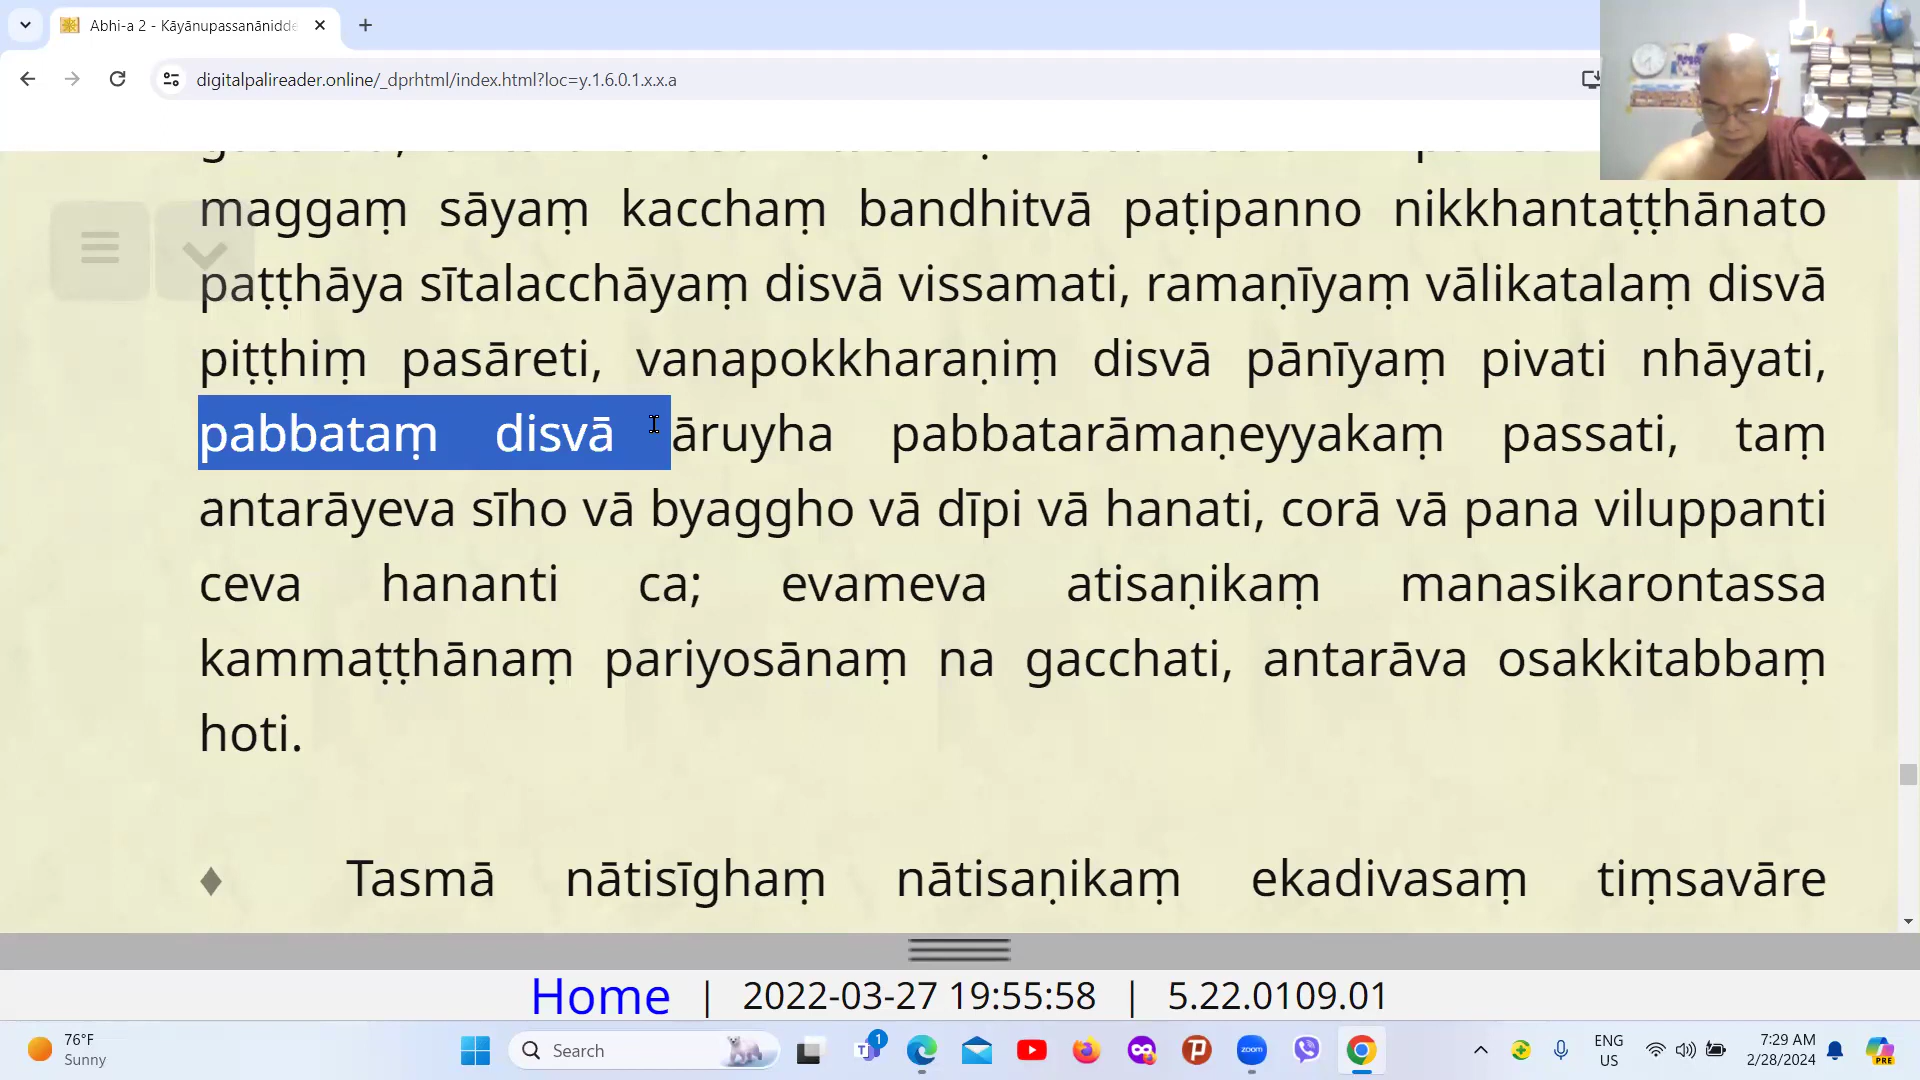 Abhi-a 2 - Kāyānupassanānidde
digitalpalireader.online/_dprhtml/index.html?loc=y.1.6.0.1.x.x.a
maggaṃ sāyaṃ kacchaṃ bandhitvā paṭipanno nikkhantaṭṭhānato
paṭṭhāya sītalacchāyaṃ disvā vissamati, ramaṇīyaṃ vālikatalaṃ disvā
piṭṭhiṃ pasāreti, vanapokkharaṇiṃ disvā pānīyaṃ pivati nhāyati,
pabbataṃ disvā āruyha pabbatarāmaṇeyyakaṃ passati, taṃ
antarāyeva sīho vā byaggho vā dīpi vā hanati, corā vā pana viluppanti
ceva hananti ca; evameva atisaṇikaṃ manasikarontassa
kammaṭṭhānaṃ pariyosānaṃ na gacchati, antarāva osakkitabbaṃ
hoti.
♦ Tasmā nātisīghaṃ nātisaṇikaṃ ekadivasaṃ tiṃsavāre
Home | 2022-03-27 19:55:58 | 5.22.0109.01
76°F
Sunny
Search
1
ENG
US
7:29 AM
2/28/2024
PRE